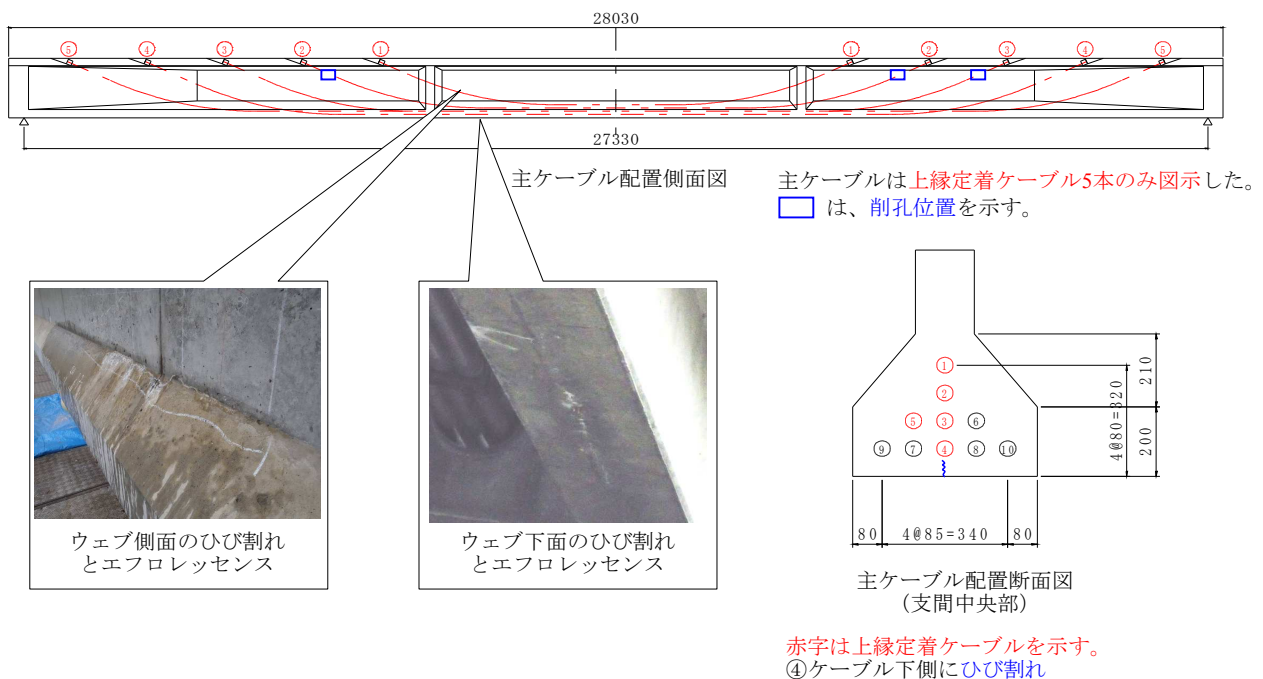 28030
⑤ ④ ③ ② ① ① ② ③ ④ ⑤
27330
主ケーブル配置側面図
主ケーブルは上縁定着ケーブル5本のみ図示した。
は、削孔位置を示す。
ウェブ側面のひび割れ
とエフロレッセンス
ウェブ下面のひび割れ
とエフロレッセンス
①
②
⑤ ③ ⑥
⑨ ⑦ ④ ⑧ ⑩
210
4@80=320
200
80 4@85=340 80
主ケーブル配置断面図
(支間中央部)
赤字は上縁定着ケーブルを示す。
④ケーブル下側にひび割れ